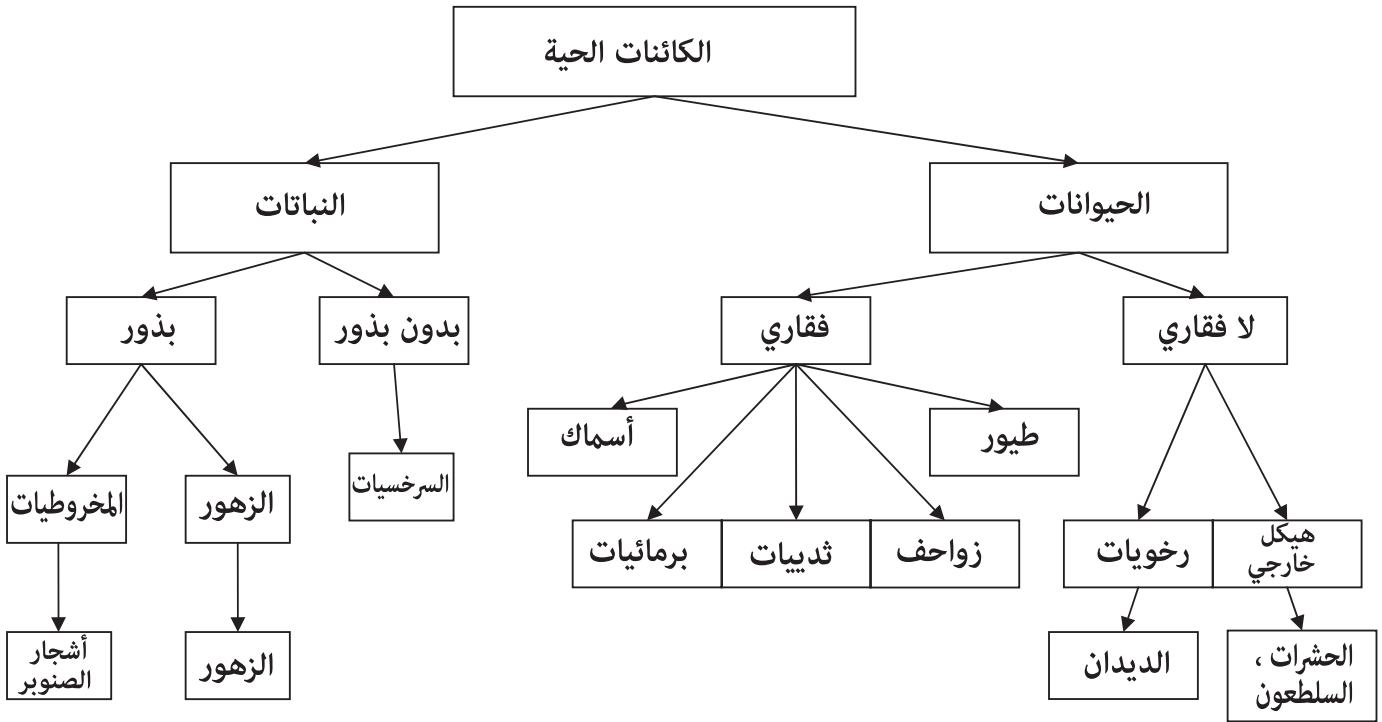 الكائنات الحية
الحيوانات
النباتات
لا فقاري
فقاري
بدون بذور
بذور
طيور
أسماك
السرخسيات
الزهور
المخروطيات
هيكل
خارجي
رخويات
زواحف
ثدييات
برمائيات
الحشرات ،
السلطعون
الديدان
الزهور
أشجار
الصنوبر